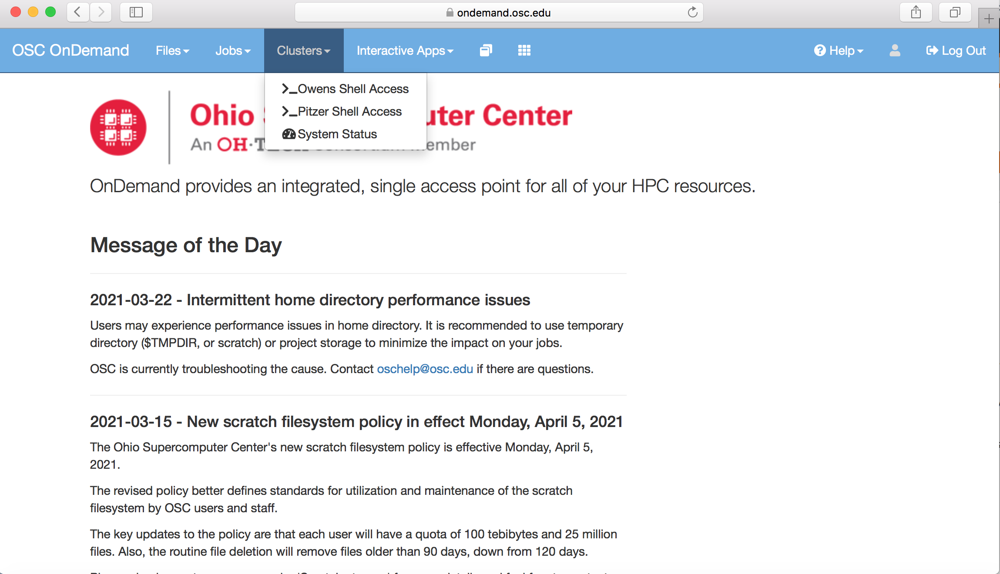 ondemand.osc.edu
OSC OnDemand Files Jobs Clusters Interactive Apps Help Log Out
Owens Shell Access
Pitzer Shell Access
System Status
Ohio uter Center
An OH·T ember
OnDemand provides an integrated, single access point for all of your HPC resources.
Message of the Day
2021-03-22 - Intermittent home directory performance issues
Users may experience performance issues in home directory. It is recommended to use temporary
directory ($TMPDIR, or scratch) or project storage to minimize the impact on your jobs.
OSC is currently troubleshooting the cause. Contact oschelp@osc.edu if there are questions.
2021-03-15 - New scratch filesystem policy in effect Monday, April 5, 2021
The Ohio Supercomputer Center's new scratch filesystem policy is effective Monday, April 5,
2021.
The revised policy better defines standards for utilization and maintenance of the scratch
filesystem by OSC users and staff.
The key updates to the policy are that each user will have a quota of 100 tebibytes and 25 million
files. Also, the routine file deletion will remove files older than 90 days, down from 120 days.